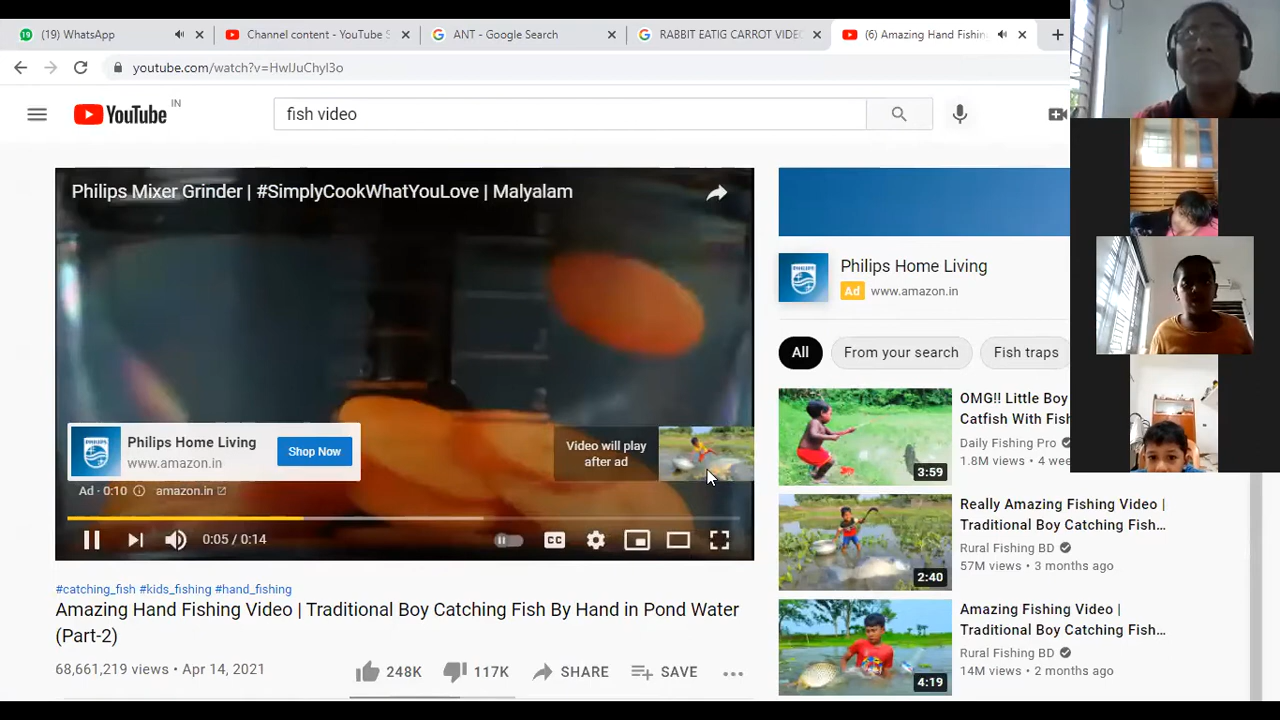 19
(19) WhatsApp
Channel content - YouTube S
ANT - Google Search
RABBIT EATIG CARROT VIDEO
(6) Amazing Hand Fishin
youtube.com/watch?v=HwIJuChyI3o
YouTube IN
fish video
Philips Mixer Grinder | #SimplyCookWhatYouLove | Malyalam
PHILIPS
Philips Home Living
www.amazon.in
Shop Now
Video will play
after ad
Ad · 0:10
amazon.in
0:05 / 0:14
CC
#catching_fish #kids_fishing #hand_fishing
Amazing Hand Fishing Video | Traditional Boy Catching Fish By Hand in Pond Water
(Part-2)
68,661,219 views • Apr 14, 2021
248K
117K
SHARE
SAVE
PHILIPS
Philips Home Living
Ad www.amazon.in
All
From your search
Fish traps
3:59
OMG!! Little Boy
Catfish With Fish
Daily Fishing Pro
1.8M views • 4 wee
2:40
Really Amazing Fishing Video |
Traditional Boy Catching Fish…
Rural Fishing BD
57M views • 3 months ago
4:19
Amazing Fishing Video |
Traditional Boy Catching Fish…
Rural Fishing BD
14M views • 2 months ago